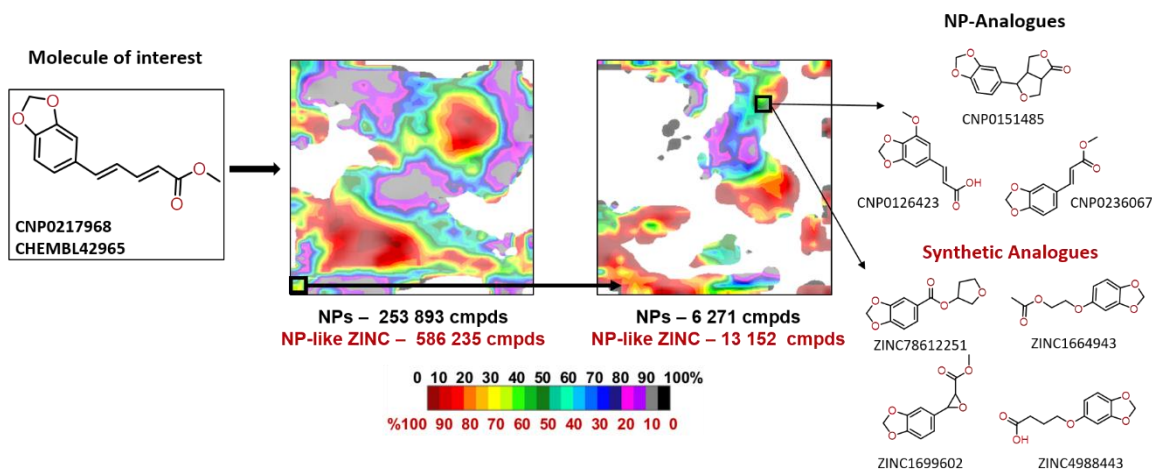 Molecule of interest
O
O
O
O
CNP0217968
CHEMBL42965
NPs – 253 893 cmpds
NP-like ZINC – 586 235 cmpds
NPs – 6 271 cmpds
NP-like ZINC – 13 152 cmpds
0 10 20 30 40 50 60 70 80 90 100%
%100 90 80 70 60 50 40 30 20 10 0
NP-Analogues
O
O
O
O
O
CNP0151485
O
O
O
OH
O
CNP0126423
O
O
O
O
CNP0236067
Synthetic Analogues
O
O
O
O
O
ZINC78612251
O
O
O
O
O
ZINC1664943
O
O
O
O
O
ZINC1699602
O
OH
O
O
O
ZINC4988443